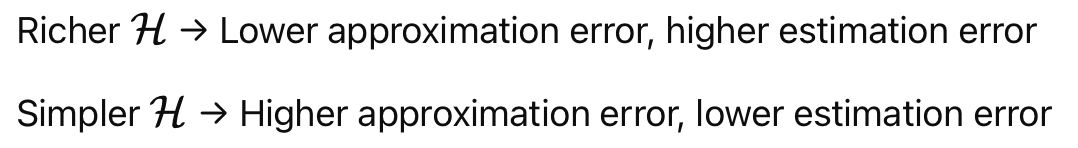 Richer ℋ → Lower approximation error, higher estimation error
Simpler ℋ → Higher approximation error, lower estimation error